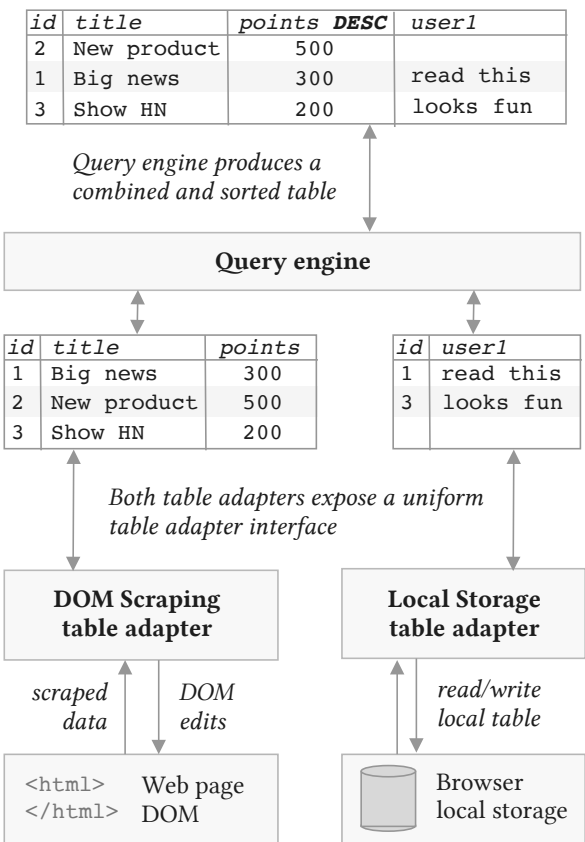 id title points DESC user1
2 New product 500
1 Big news 300 read this
3 Show HN 200 looks fun
Query engine produces a
combined and sorted table
Query engine
id title points
1 Big news 300
2 New product 500
3 Show HN 200
id user1
1 read this
3 looks fun
Both table adapters expose a uniform
table adapter interface
DOM Scraping
table adapter
Local Storage
table adapter
scraped
data
DOM
edits
read/write
local table
<html>
</html>
Web page
DOM
Browser
local storage